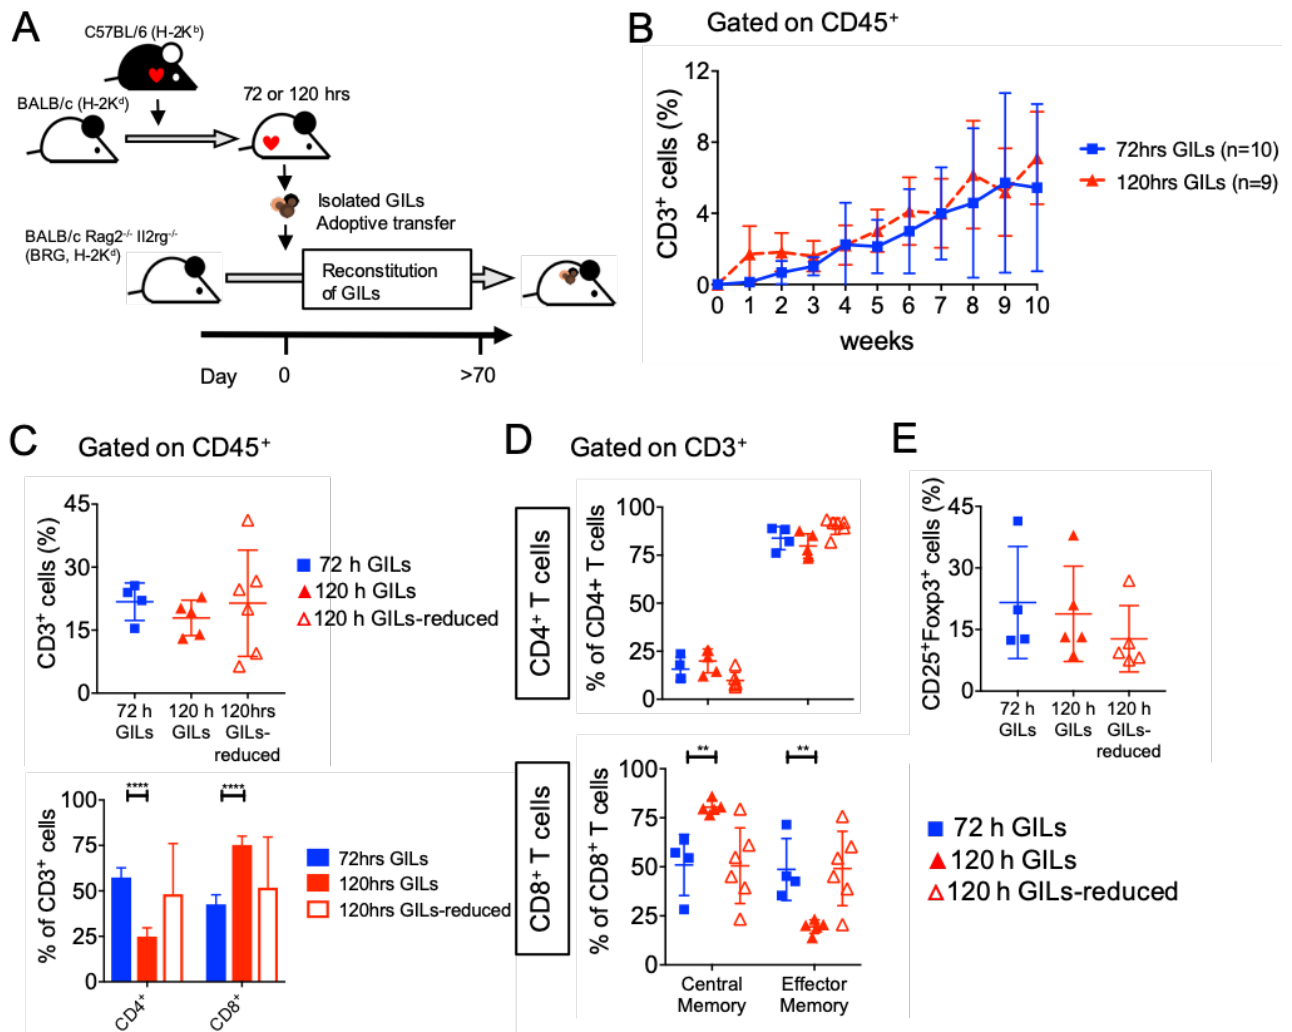 A
C57BL/6 (H-2Kᵇ)
BALB/c (H-2Kᵈ)
72 or 120 hrs
Isolated GILs
Adoptive transfer
BALB/c Rag2⁻/⁻ Il2rg⁻/⁻
(BRG, H-2Kᵈ)
Reconstitution
of GILs
Day 0 >70
B
Gated on CD45⁺
CD3⁺ cells (%)
12
8
4
0
0 1 2 3 4 5 6 7 8 9 10
weeks
72hrs GILs (n=10)
120hrs GILs (n=9)
C
Gated on CD45⁺
CD3⁺ cells (%)
45
30
15
0
72 h
GILs
120 h
GILs
120hrs
GILs-
reduced
72 h GILs
120 h GILs
120 h GILs-reduced
% of CD3⁺ cells
100
75
50
25
0
****
****
CD4⁺
CD8⁺
72hrs GILs
120hrs GILs
120hrs GILs-reduced
D
Gated on CD3⁺
CD4⁺ T cells
% of CD4+ T cells
100
75
50
25
0
CD8⁺ T cells
% of CD8⁺ T cells
100
75
50
25
0
**
**
Central
Memory
Effector
Memory
E
CD25⁺Foxp3⁺ cells (%)
45
30
15
0
72 h
GILs
120 h
GILs
120 h
GILs-
reduced
72 h GILs
120 h GILs
120 h GILs-reduced